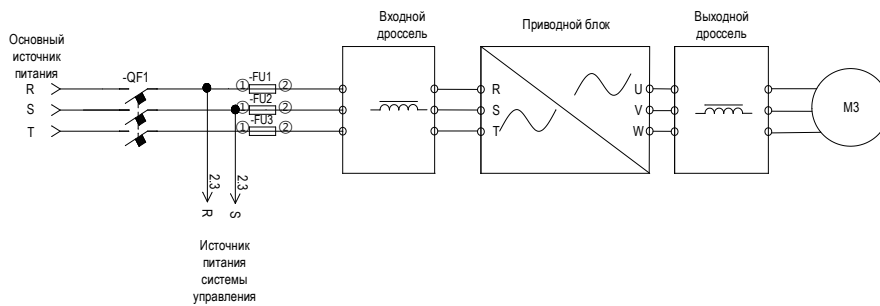 Основный
источник
питания
R
S
T
-QF1
① -FU1 ②
① -FU2 ②
① -FU3 ②
2.3
2.3
R
S
Источник
питания
системы
управления
Входной
дроссель
Приводной блок
R
S
T
U
V
W
Выходной
дроссель
M3